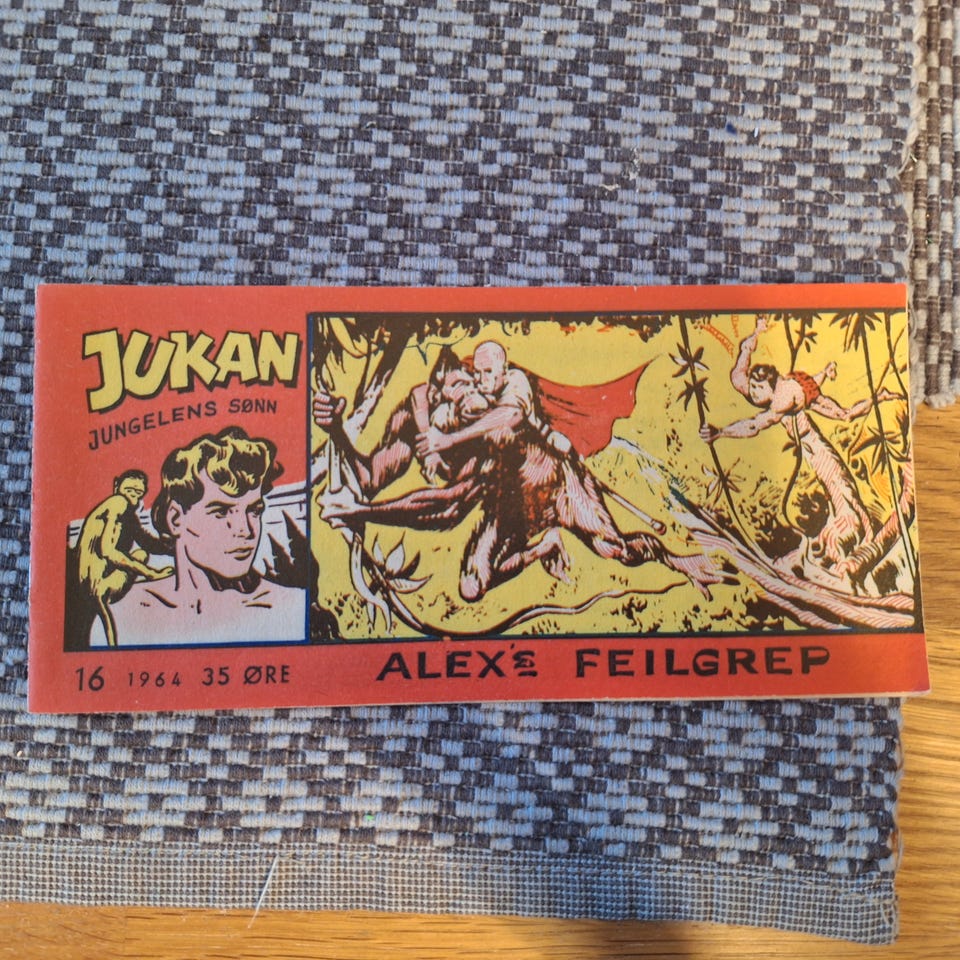 JUKAN
JUNGELENS SØNN
16 1964 35 ØRE
ALEX'S FEILGREP